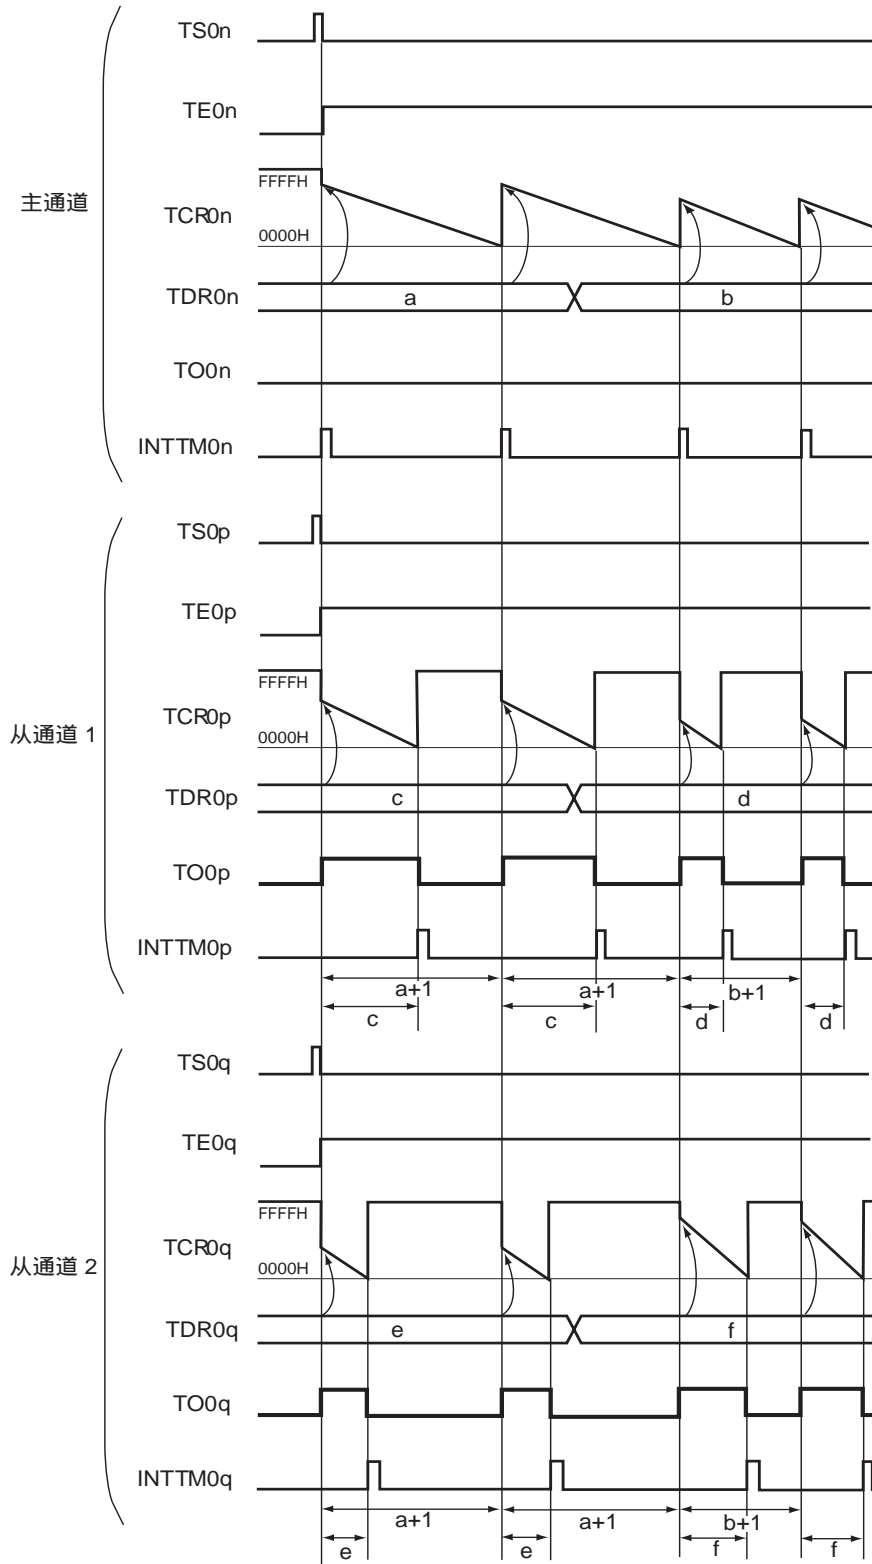 主通道
TS0n
TE0n
FFFFH
TCR0n
0000H
TDR0n
a
b
TO0n
INTTM0n
从通道 1
TS0p
TE0p
FFFFH
TCR0p
0000H
TDR0p
c
d
TO0p
INTTM0p
a+1
a+1
b+1
c
c
d
d
从通道 2
TS0q
TE0q
FFFFH
TCR0q
0000H
TDR0q
e
f
TO0q
INTTM0q
a+1
a+1
b+1
e
e
f
f